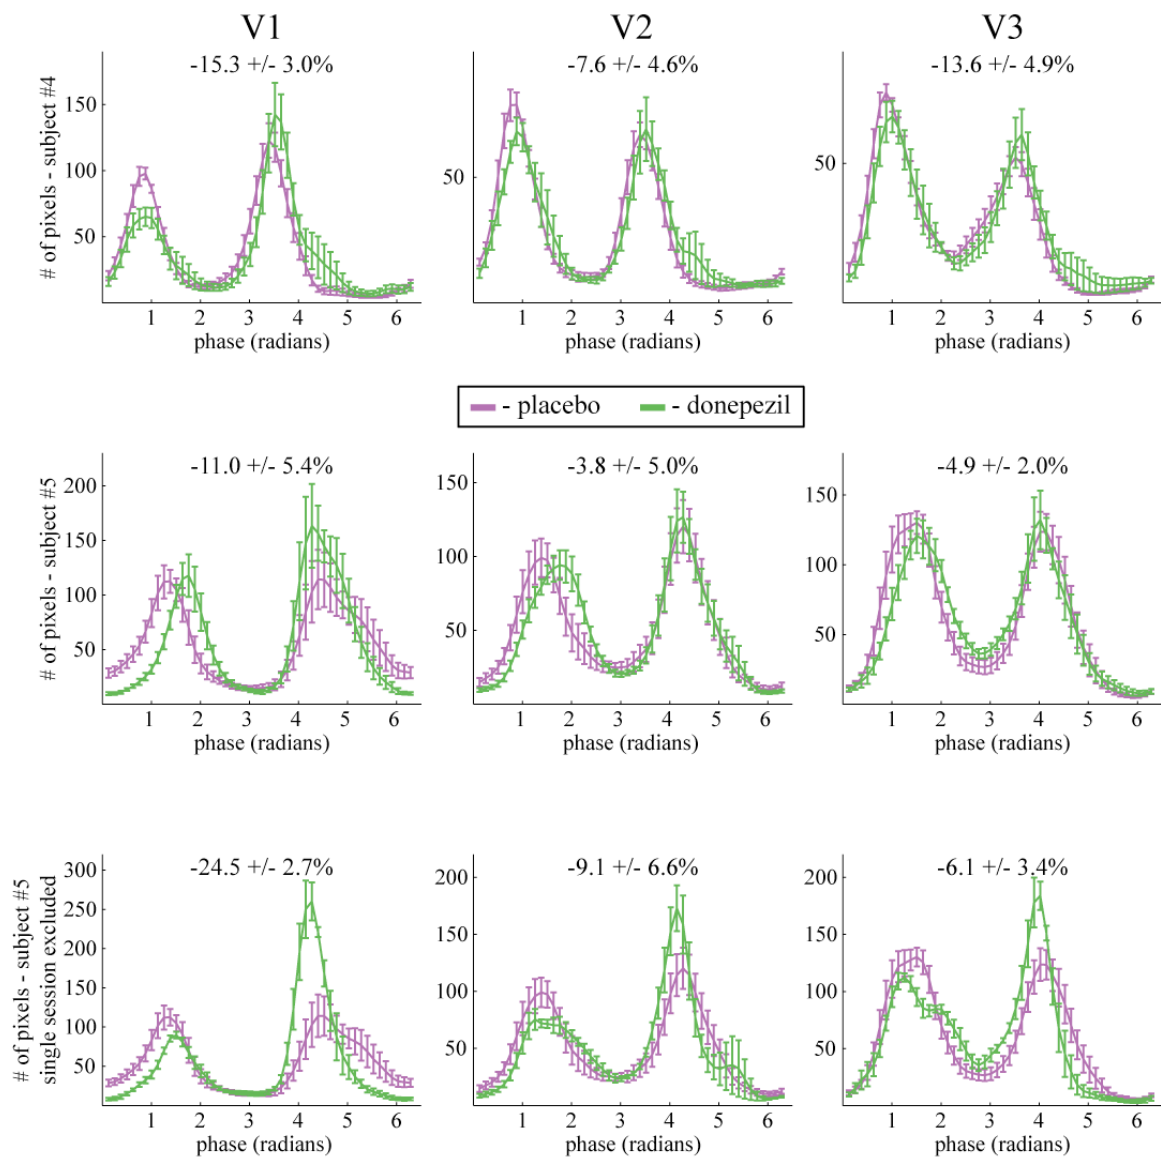 V1 V2 V3
-15.3 +/- 3.0% -7.6 +/- 4.6% -13.6 +/- 4.9%
# of pixels - subject #4
150
100
50
50
50
1 2 3 4 5 6 1 2 3 4 5 6 1 2 3 4 5 6
phase (radians) phase (radians) phase (radians)
- placebo - donepezil
-11.0 +/- 5.4% -3.8 +/- 5.0% -4.9 +/- 2.0%
# of pixels - subject #5
200
150
100
50
150
100
50
150
100
50
1 2 3 4 5 6 1 2 3 4 5 6 1 2 3 4 5 6
phase (radians) phase (radians) phase (radians)
-24.5 +/- 2.7% -9.1 +/- 6.6% -6.1 +/- 3.4%
# of pixels - subject #5
single session excluded
300
250
200
150
100
50
200
150
100
50
200
150
100
50
1 2 3 4 5 6 1 2 3 4 5 6 1 2 3 4 5 6
phase (radians) phase (radians) phase (radians)